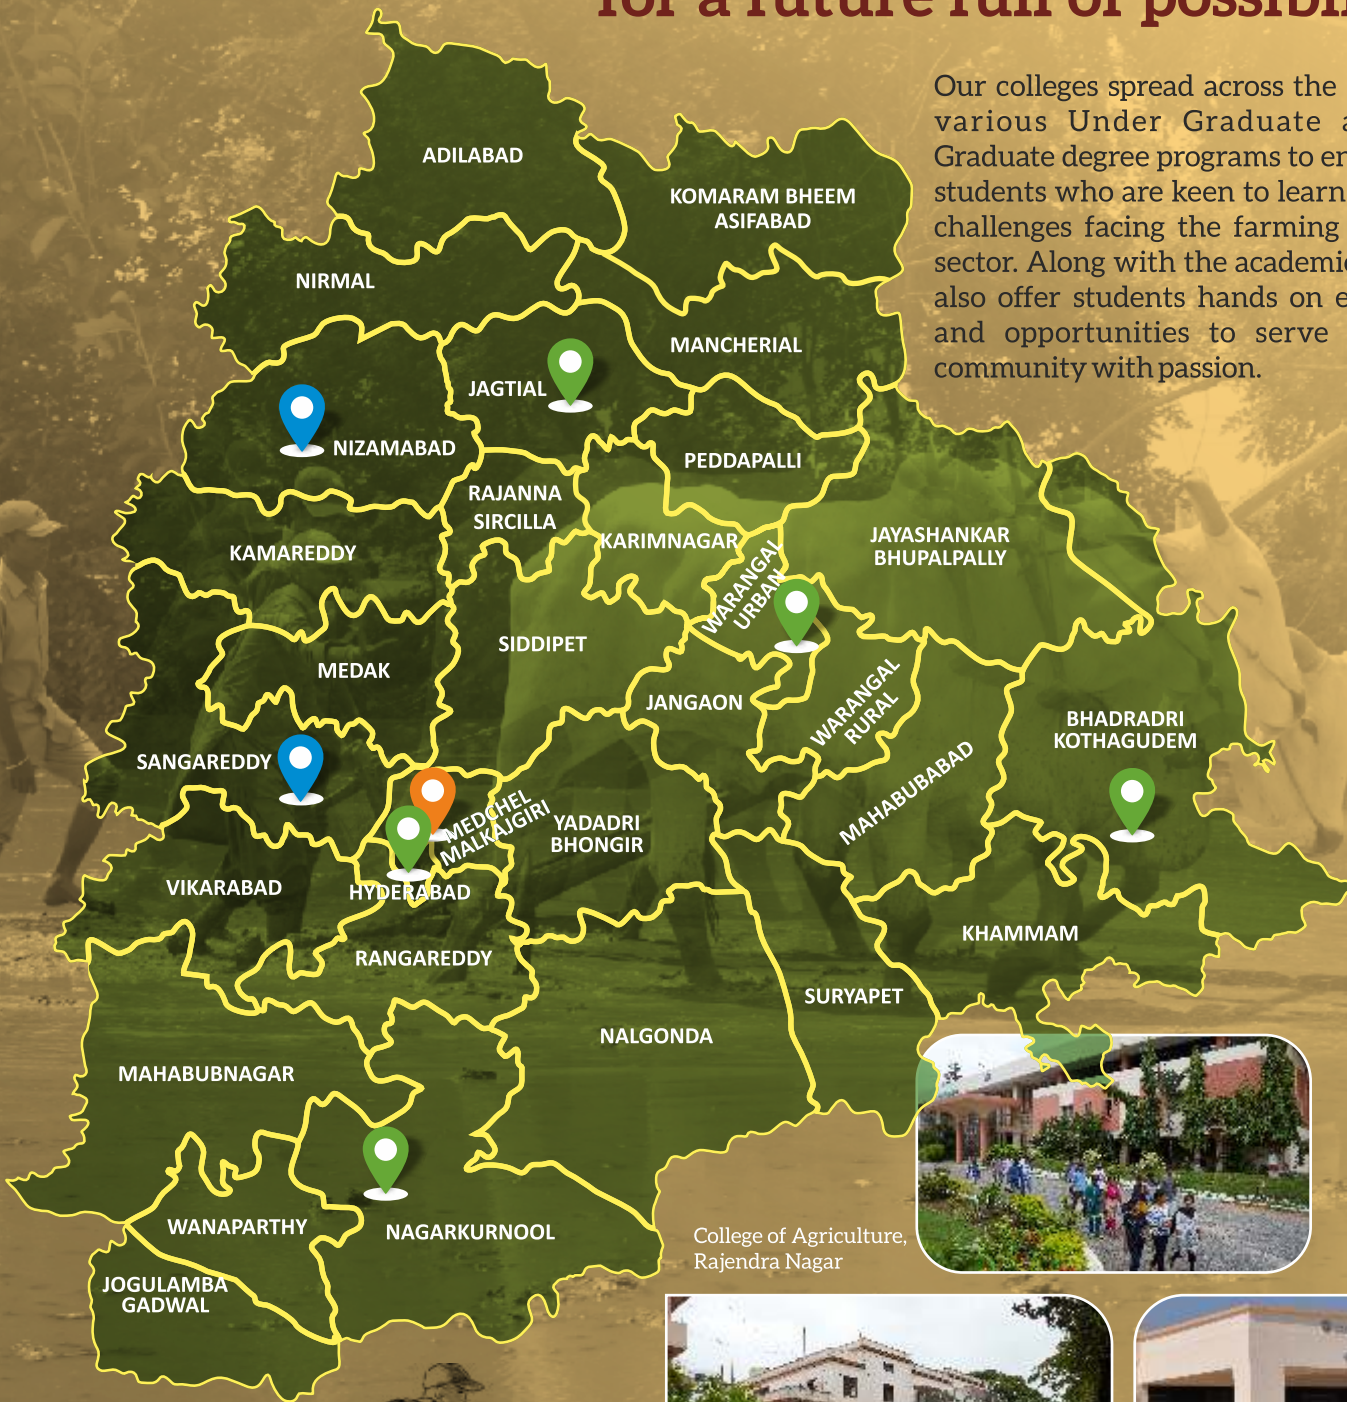 for a future full of
Our colleges spread across the
various Under Graduate
Graduate degree programs to
students who are keen to learn
challenges facing the farming
sector. Along with the
also offer students hands on
and opportunities to serve
community with passion.
ADILABAD
KOMARAM BHEEM
ASIFABAD
NIRMAL
MANCHERIAL
JAGTIAL
NIZAMABAD
PEDDAPALLI
RAJANNA
SIRCILLA
KARIMNAGAR
JAYASHANKAR
BHUPALPALLY
KAMAREDDY
WARANGAL
URBAN
SIDDIPET
MEDAK
JANGAON
WARANGAL
RURAL
BHADRADRI
KOTHAGUDEM
SANGAREDDY
MAHABUBABAD
MEDCHEL
MALKAJGIRI
YADADRI
BHONGIR
VIKARABAD
HYDERABAD
KHAMMAM
RANGAREDDY
SURYAPET
NALGONDA
MAHABUBNAGAR
WANAPARTHY
NAGARKURNOOL
JOGULAMBA
GADWAL
College of Agriculture,
Rajendra Nagar